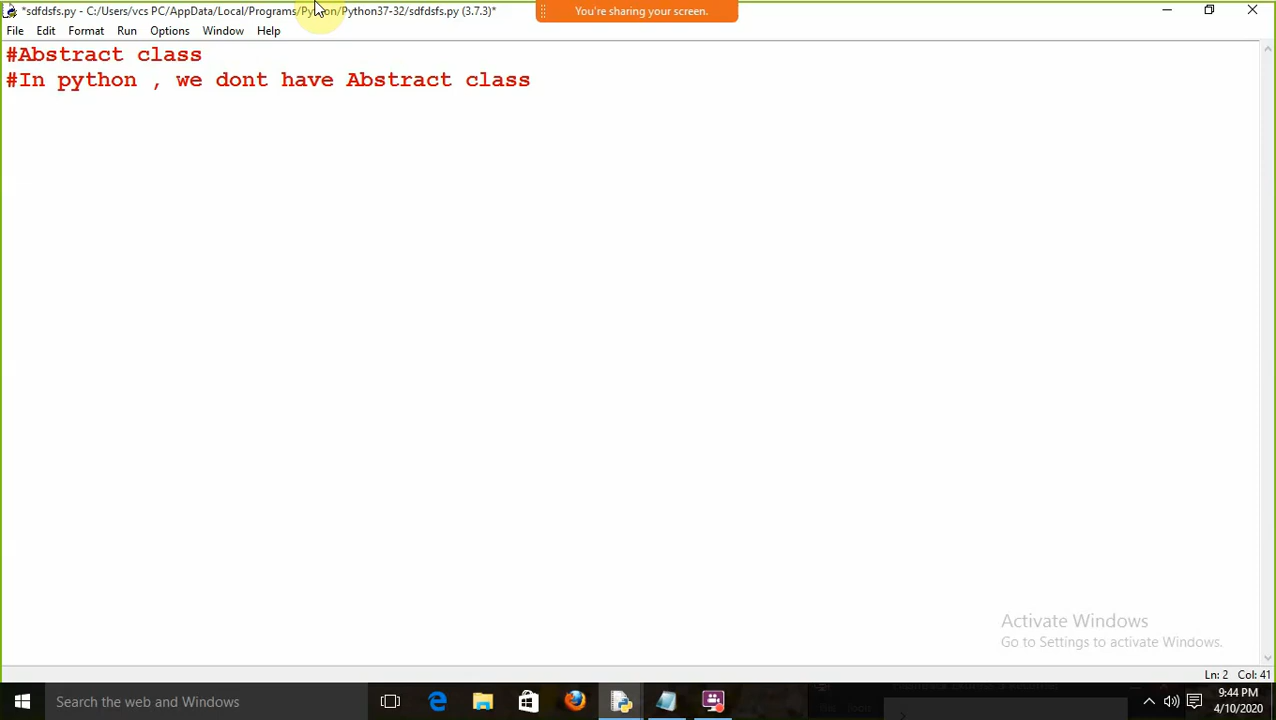 *sdfdsfs.py - C:/Users/vcs PC/AppData/Local/Programs/Python/Python37-32/sdfdsfs.py (3.7.3)*
You're sharing your screen.
File Edit Format Run Options Window Help
#Abstract class
#In python , we dont have Abstract class
Activate Windows
Go to Settings to activate Windows.
Ln: 2 Col: 41
Search the web and Windows
9:44 PM
4/10/2020